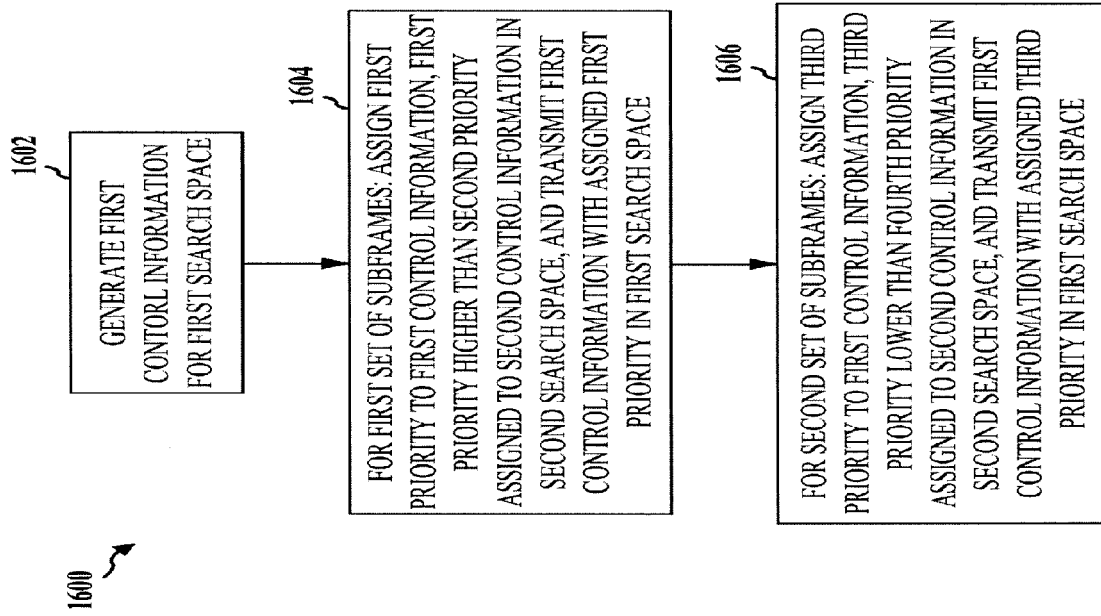 1600
1602
GENERATE FIRST
CONTORL INFORMATION
FOR FIRST SEARCH SPACE
1604
FOR FIRST SET OF SUBFRAMES: ASSIGN FIRST
PRIORITY TO FIRST CONTROL INFORMATION, FIRST
PRIORITY HIGHER THAN SECOND PRIORITY
ASSIGNED TO SECOND CONTROL INFORMATION IN
SECOND SEARCH SPACE, AND TRANSMIT FIRST
CONTROL INFORMATION WITH ASSIGNED FIRST
PRIORITY IN FIRST SEARCH SPACE
1606
FOR SECOND SET OF SUBFRAMES: ASSIGN THIRD
PRIORITY TO FIRST CONTROL INFORMATION, THIRD
PRIORITY LOWER THAN FOURTH PRIORITY
ASSIGNED TO SECOND CONTROL INFORMATION IN
SECOND SEARCH SPACE, AND TRANSMIT FIRST
CONTROL INFORMATION WITH ASSIGNED THIRD
PRIORITY IN FIRST SEARCH SPACE